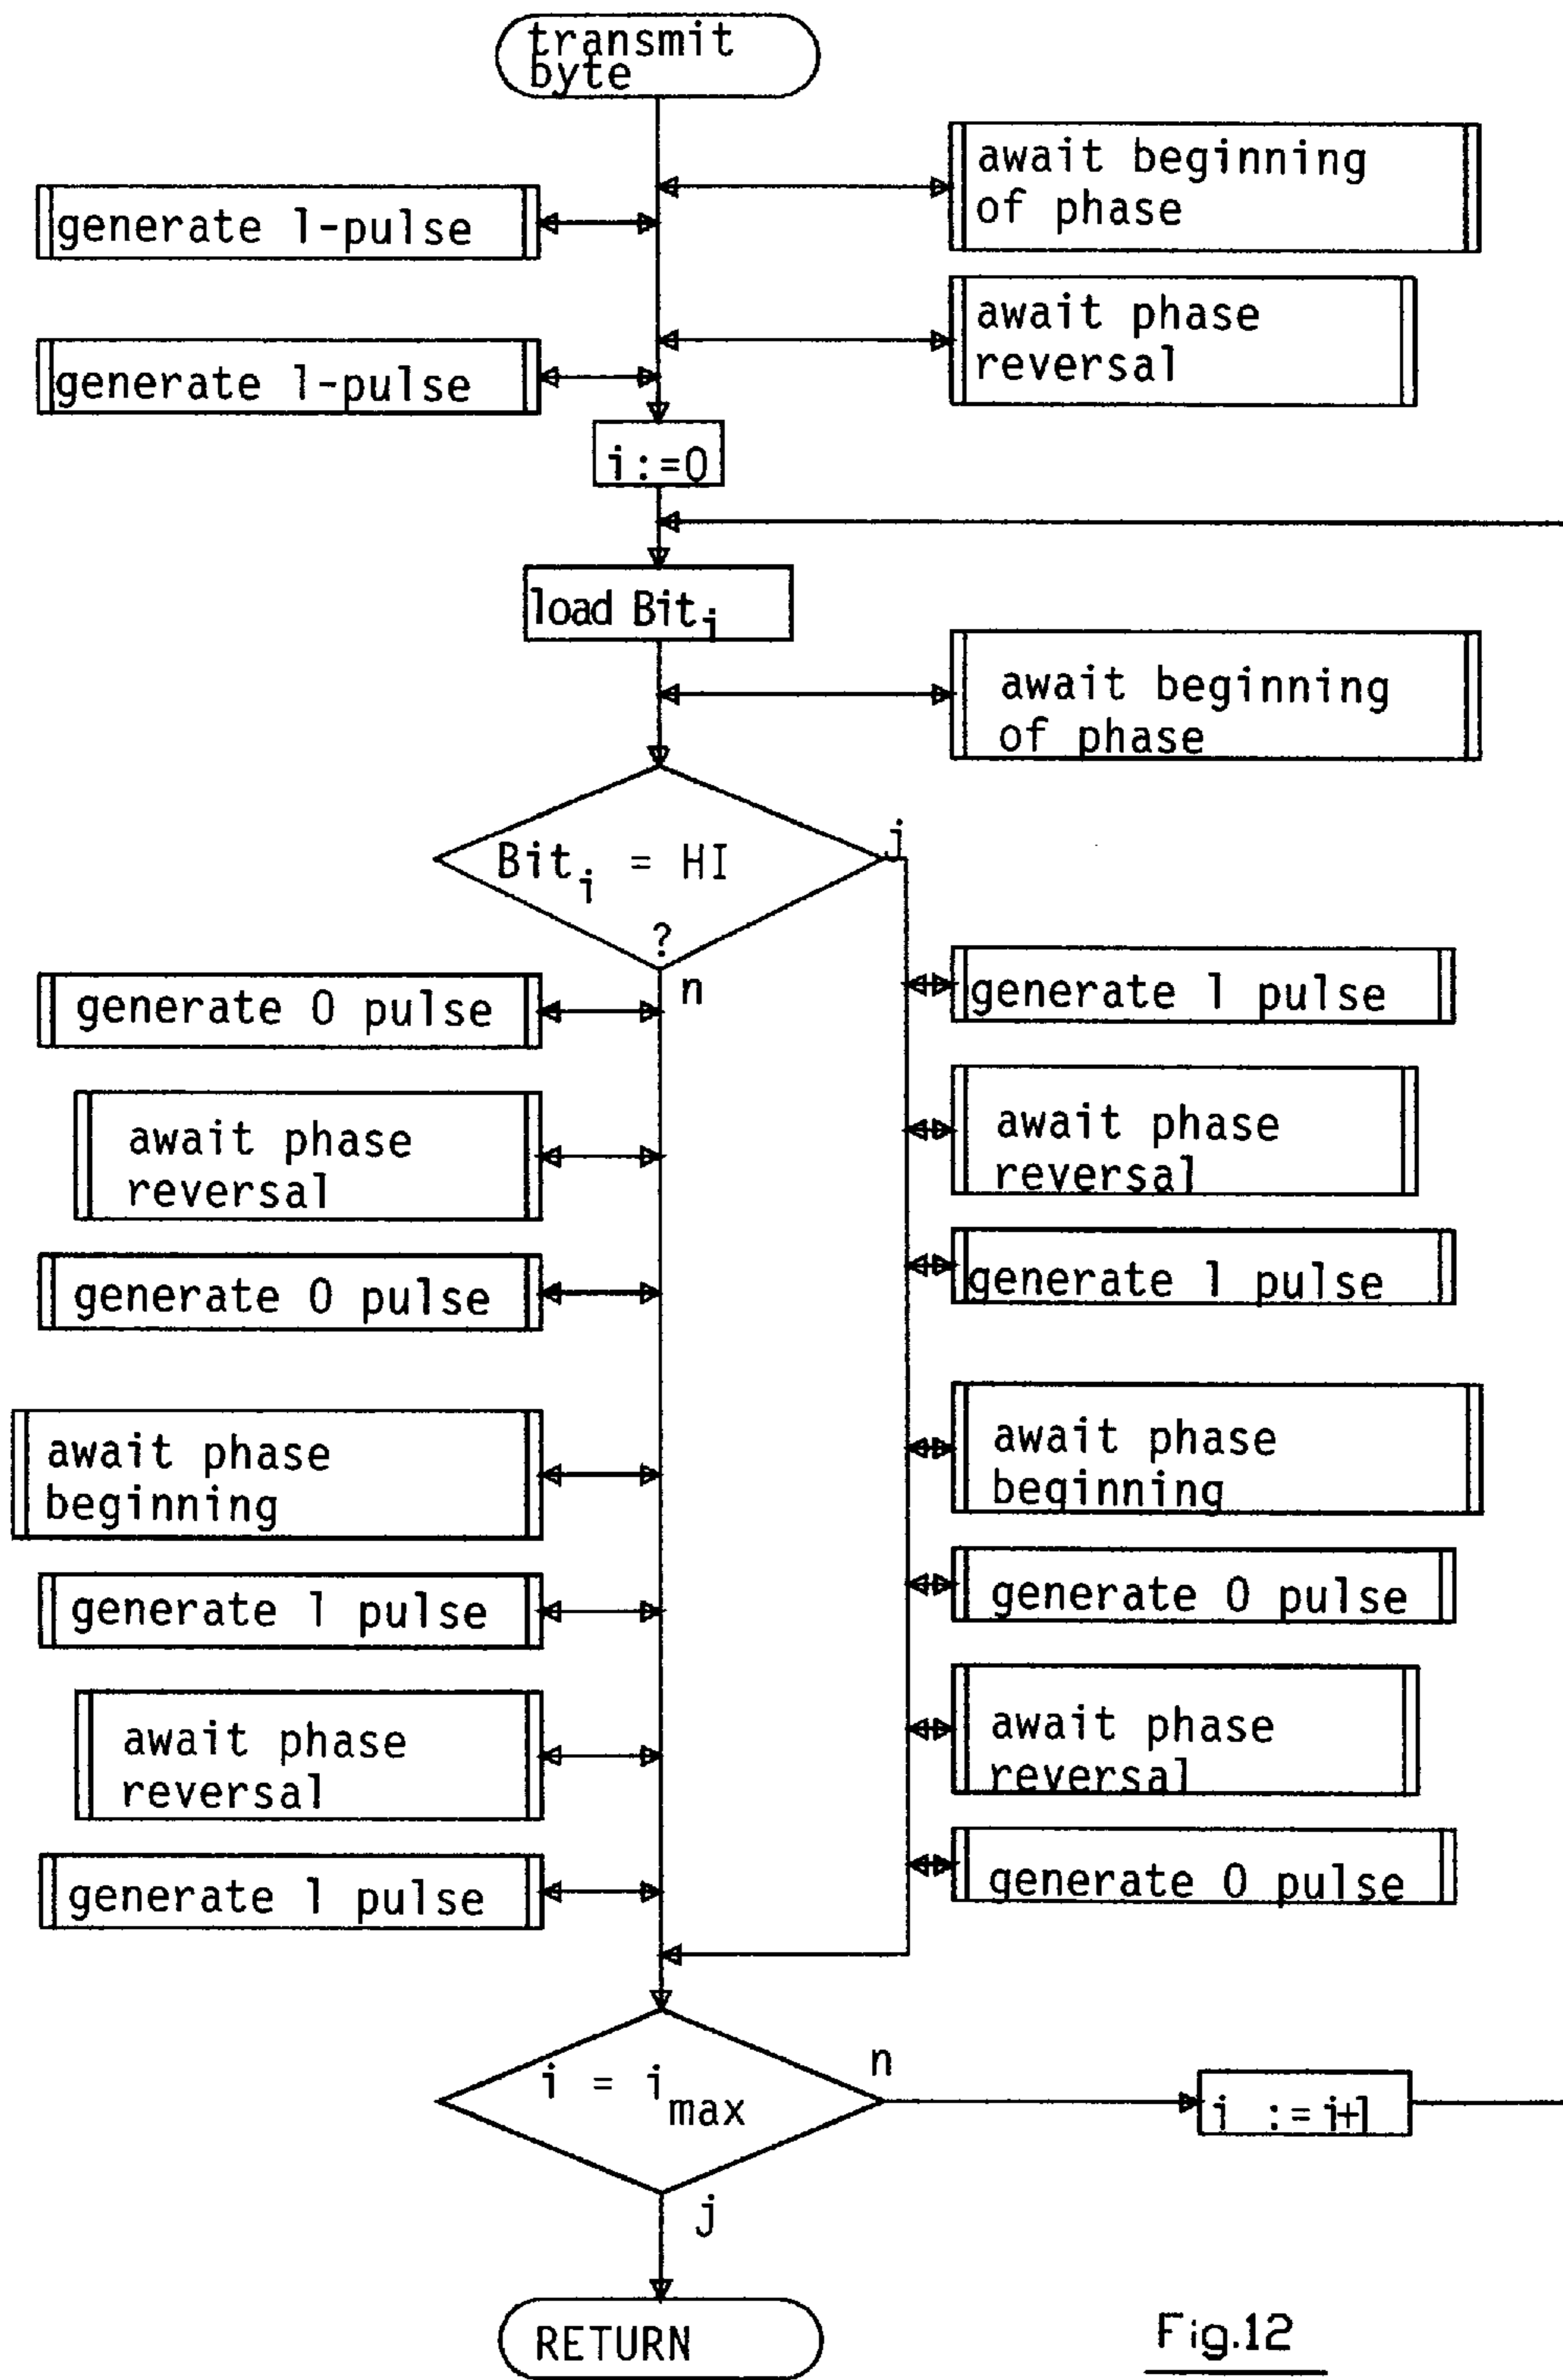 transmit
byte
await beginning
of phase
generate 1-pulse
await phase
reversal
generate 1-pulse
i:=0
load Bit i
await beginning
of phase
Bit i = HI
?
j
n
generate 0 pulse
generate 1 pulse
await phase
reversal
await phase
reversal
generate 0 pulse
generate 1 pulse
await phase
beginning
await phase
beginning
generate 1 pulse
generate 0 pulse
await phase
reversal
await phase
reversal
generate 1 pulse
generate 0 pulse
i = i max
n
i := i+1
j
RETURN
Fig.12